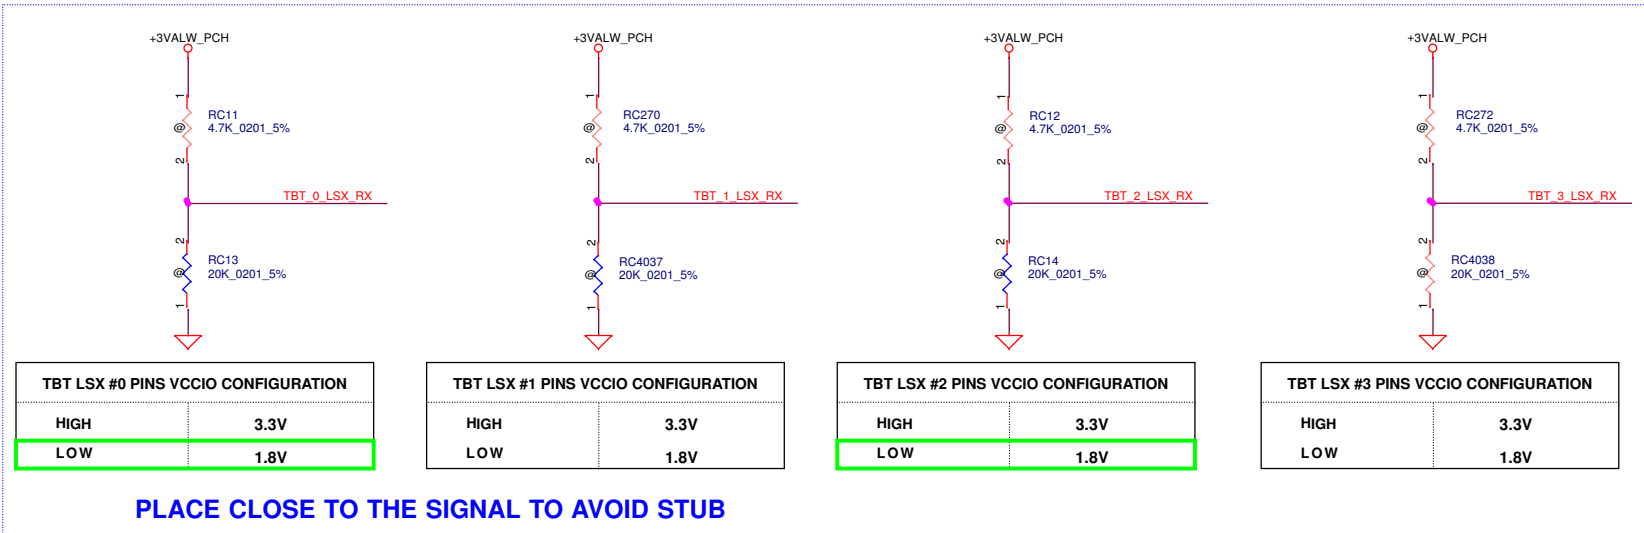 +3VALW_PCH +3VALW_PCH +3VALW_PCH +3VALW_PCH
1 1 1 1
RC11 RC270 RC12 RC272
@ 4.7K_0201_5% @ 4.7K_0201_5% @ 4.7K_0201_5% @ 4.7K_0201_5%
2 2 2 2
TBT_0_LSX_RX TBT_1_LSX_RX TBT_2_LSX_RX TBT_3_LSX_RX
2 2 2 2
RC13 RC4037 RC14 RC4038
@ 20K_0201_5% @ 20K_0201_5% @ 20K_0201_5% @ 20K_0201_5%
1 1 1 1
TBT LSX #0 PINS VCCIO CONFIGURATION TBT LSX #1 PINS VCCIO CONFIGURATION TBT LSX #2 PINS VCCIO CONFIGURATION TBT LSX #3 PINS VCCIO CONFIGURATION
HIGH 3.3V HIGH 3.3V HIGH 3.3V HIGH 3.3V
LOW 1.8V LOW 1.8V LOW 1.8V LOW 1.8V
PLACE CLOSE TO THE SIGNAL TO AVOID STUB